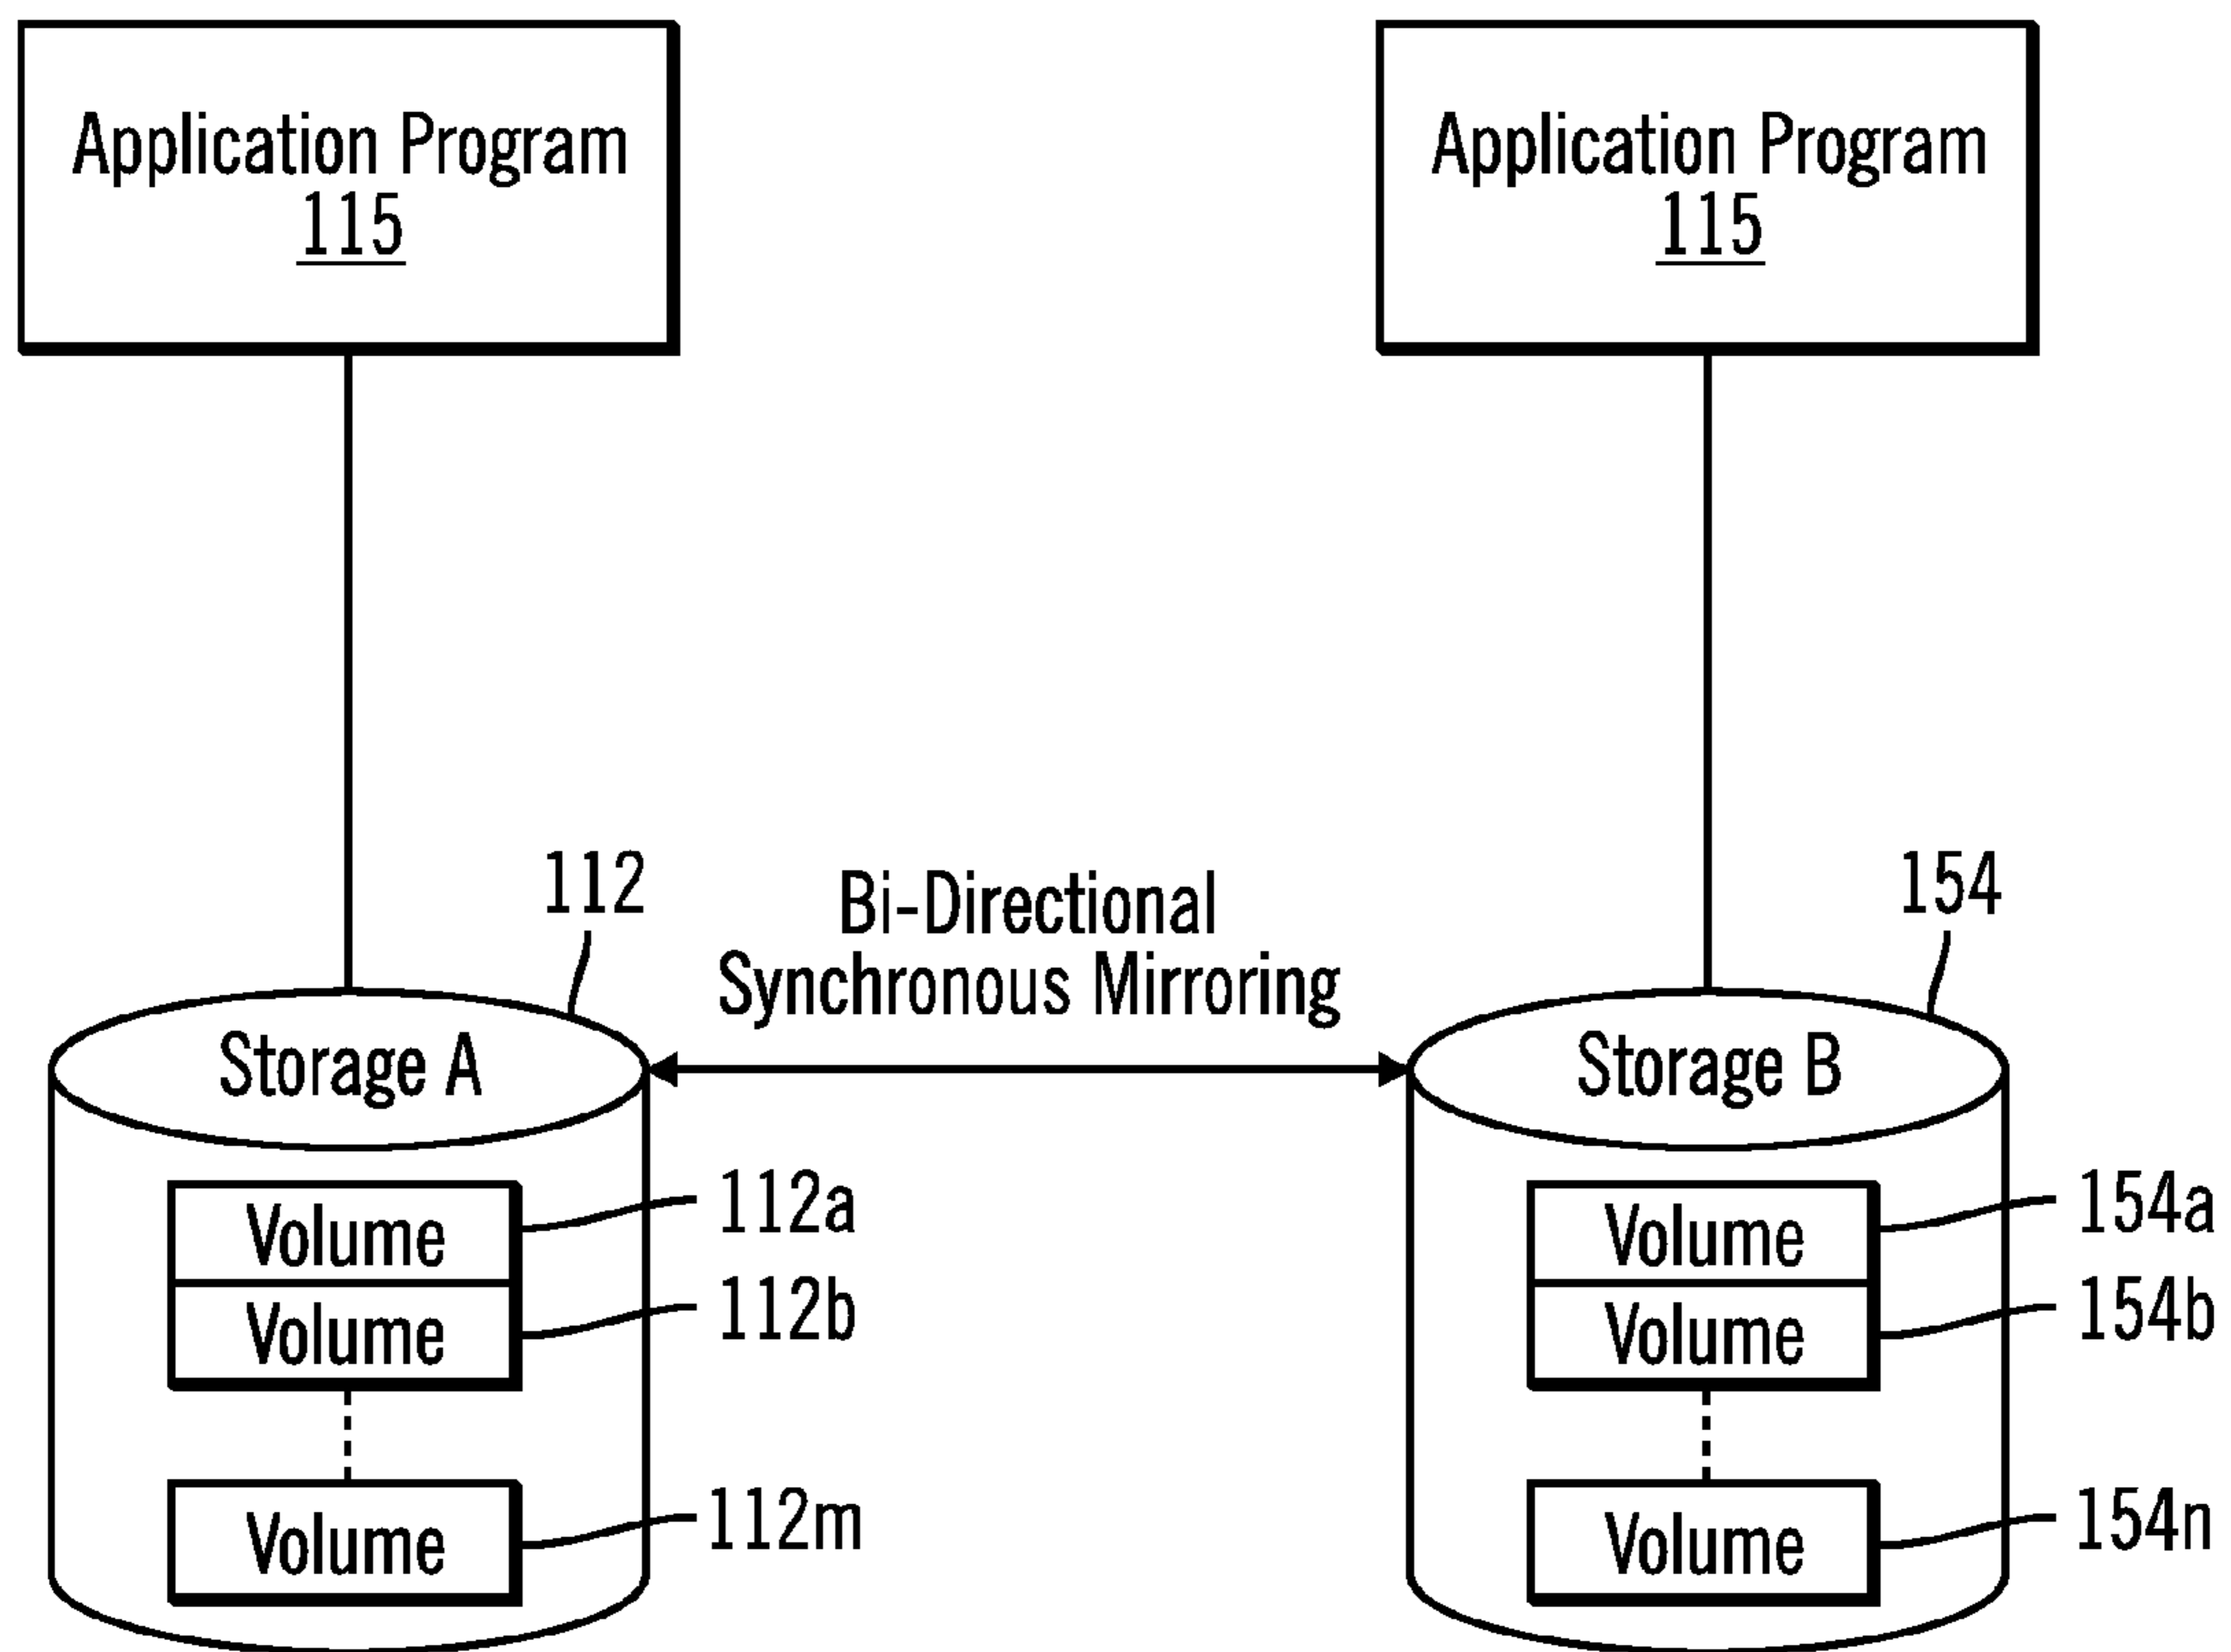 Application Program
115
Application Program
115
112
Bi-Directional
Synchronous Mirroring
154
Storage A
Storage B
Volume
112a
Volume
112b
Volume
112m
Volume
154a
Volume
154b
Volume
154n